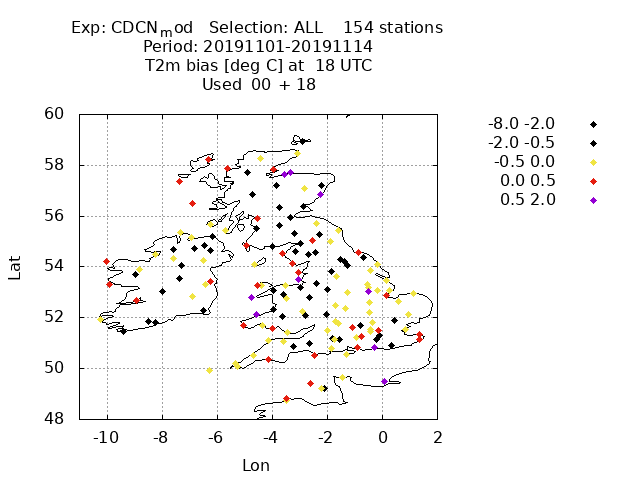 Exp: CDCNmod Selection: ALL 154 stations
Period: 20191101-20191114
T2m bias [deg C] at 18 UTC
Used 00 + 18
-8.0 -2.0
-2.0 -0.5
-0.5 0.0
0.0 0.5
0.5 2.0
60
58
56
54
52
50
48
Lat
-10 -8 -6 -4 -2 0 2
Lon